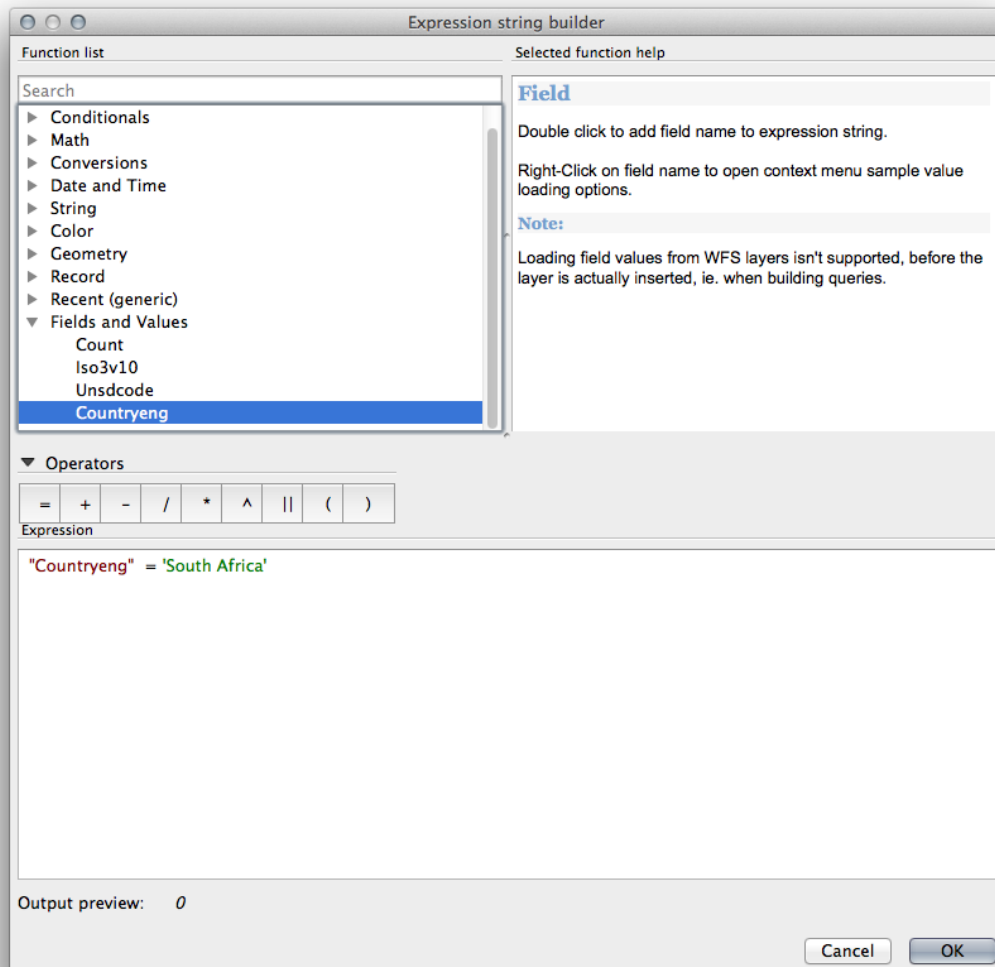 Expression string builder
Function list
Selected function help
Search
Conditionals
Math
Conversions
Date and Time
String
Color
Geometry
Record
Recent (generic)
Fields and Values
Count
Iso3v10
Unsdcode
Countryeng
Field
Double click to add field name to expression string.
Right-Click on field name to open context menu sample value
loading options.
Note:
Loading field values from WFS layers isn't supported, before the
layer is actually inserted, ie. when building queries.
Operators
= + - / * ^ || ( )
Expression
"Countryeng" = 'South Africa'
Output preview: 0
Cancel OK